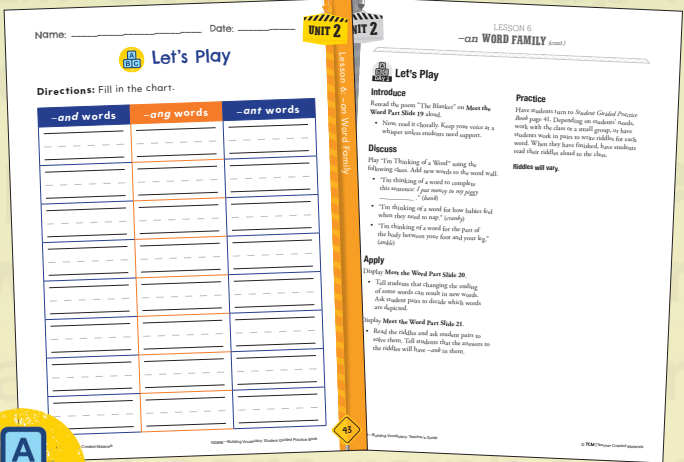 Name: Date:
Let's Play
Directions: Fill in the chart.
–and words –ang words –ant words
UNIT 2
Lesson 6: –an Word Family
43
Created Materials
—Building Vocabulary: Student Guided Practice Book
A
B C
UNIT 2
LESSON 6
–an WORD FAMILY (cont.)
A
B C
DAY 2
Let's Play
Introduce
Reread the poem "The Blanket" on Meet the
Word Part Slide 19 aloud.
• Now, read it chorally. Keep your voice at a
whisper unless students need support.
Discuss
Play "I'm Thinking of a Word" using the
following clues. Add new words to the word wall.
• "I'm thinking of a word to complete
this sentence: I put money in my piggy
________ ." (bank)
• "I'm thinking of a word for how babies feel
when they need to nap." (cranky)
• "I'm thinking of a word for the part of
the body between your foot and your leg."
(ankle)
Apply
Display Meet the Word Part Slide 20.
• Tell students that changing the ending
of some words can result in new words.
Ask student pairs to decide which words
are depicted.
Display Meet the Word Part Slide 21.
• Read the riddles and ask student pairs to
solve them. Tell students that the answers to
the riddles will have –and in them.
Practice
Have students turn to Student Guided Practice
Book page 43. Depending on students' needs,
work with the class or a small group, or have
students work in pairs to write riddles for each
word. When they have finished, have students
read their riddles aloud to the class.
Riddles will vary.
—Building Vocabulary: Teacher's Guide
© TCM | Teacher Created Materials
A